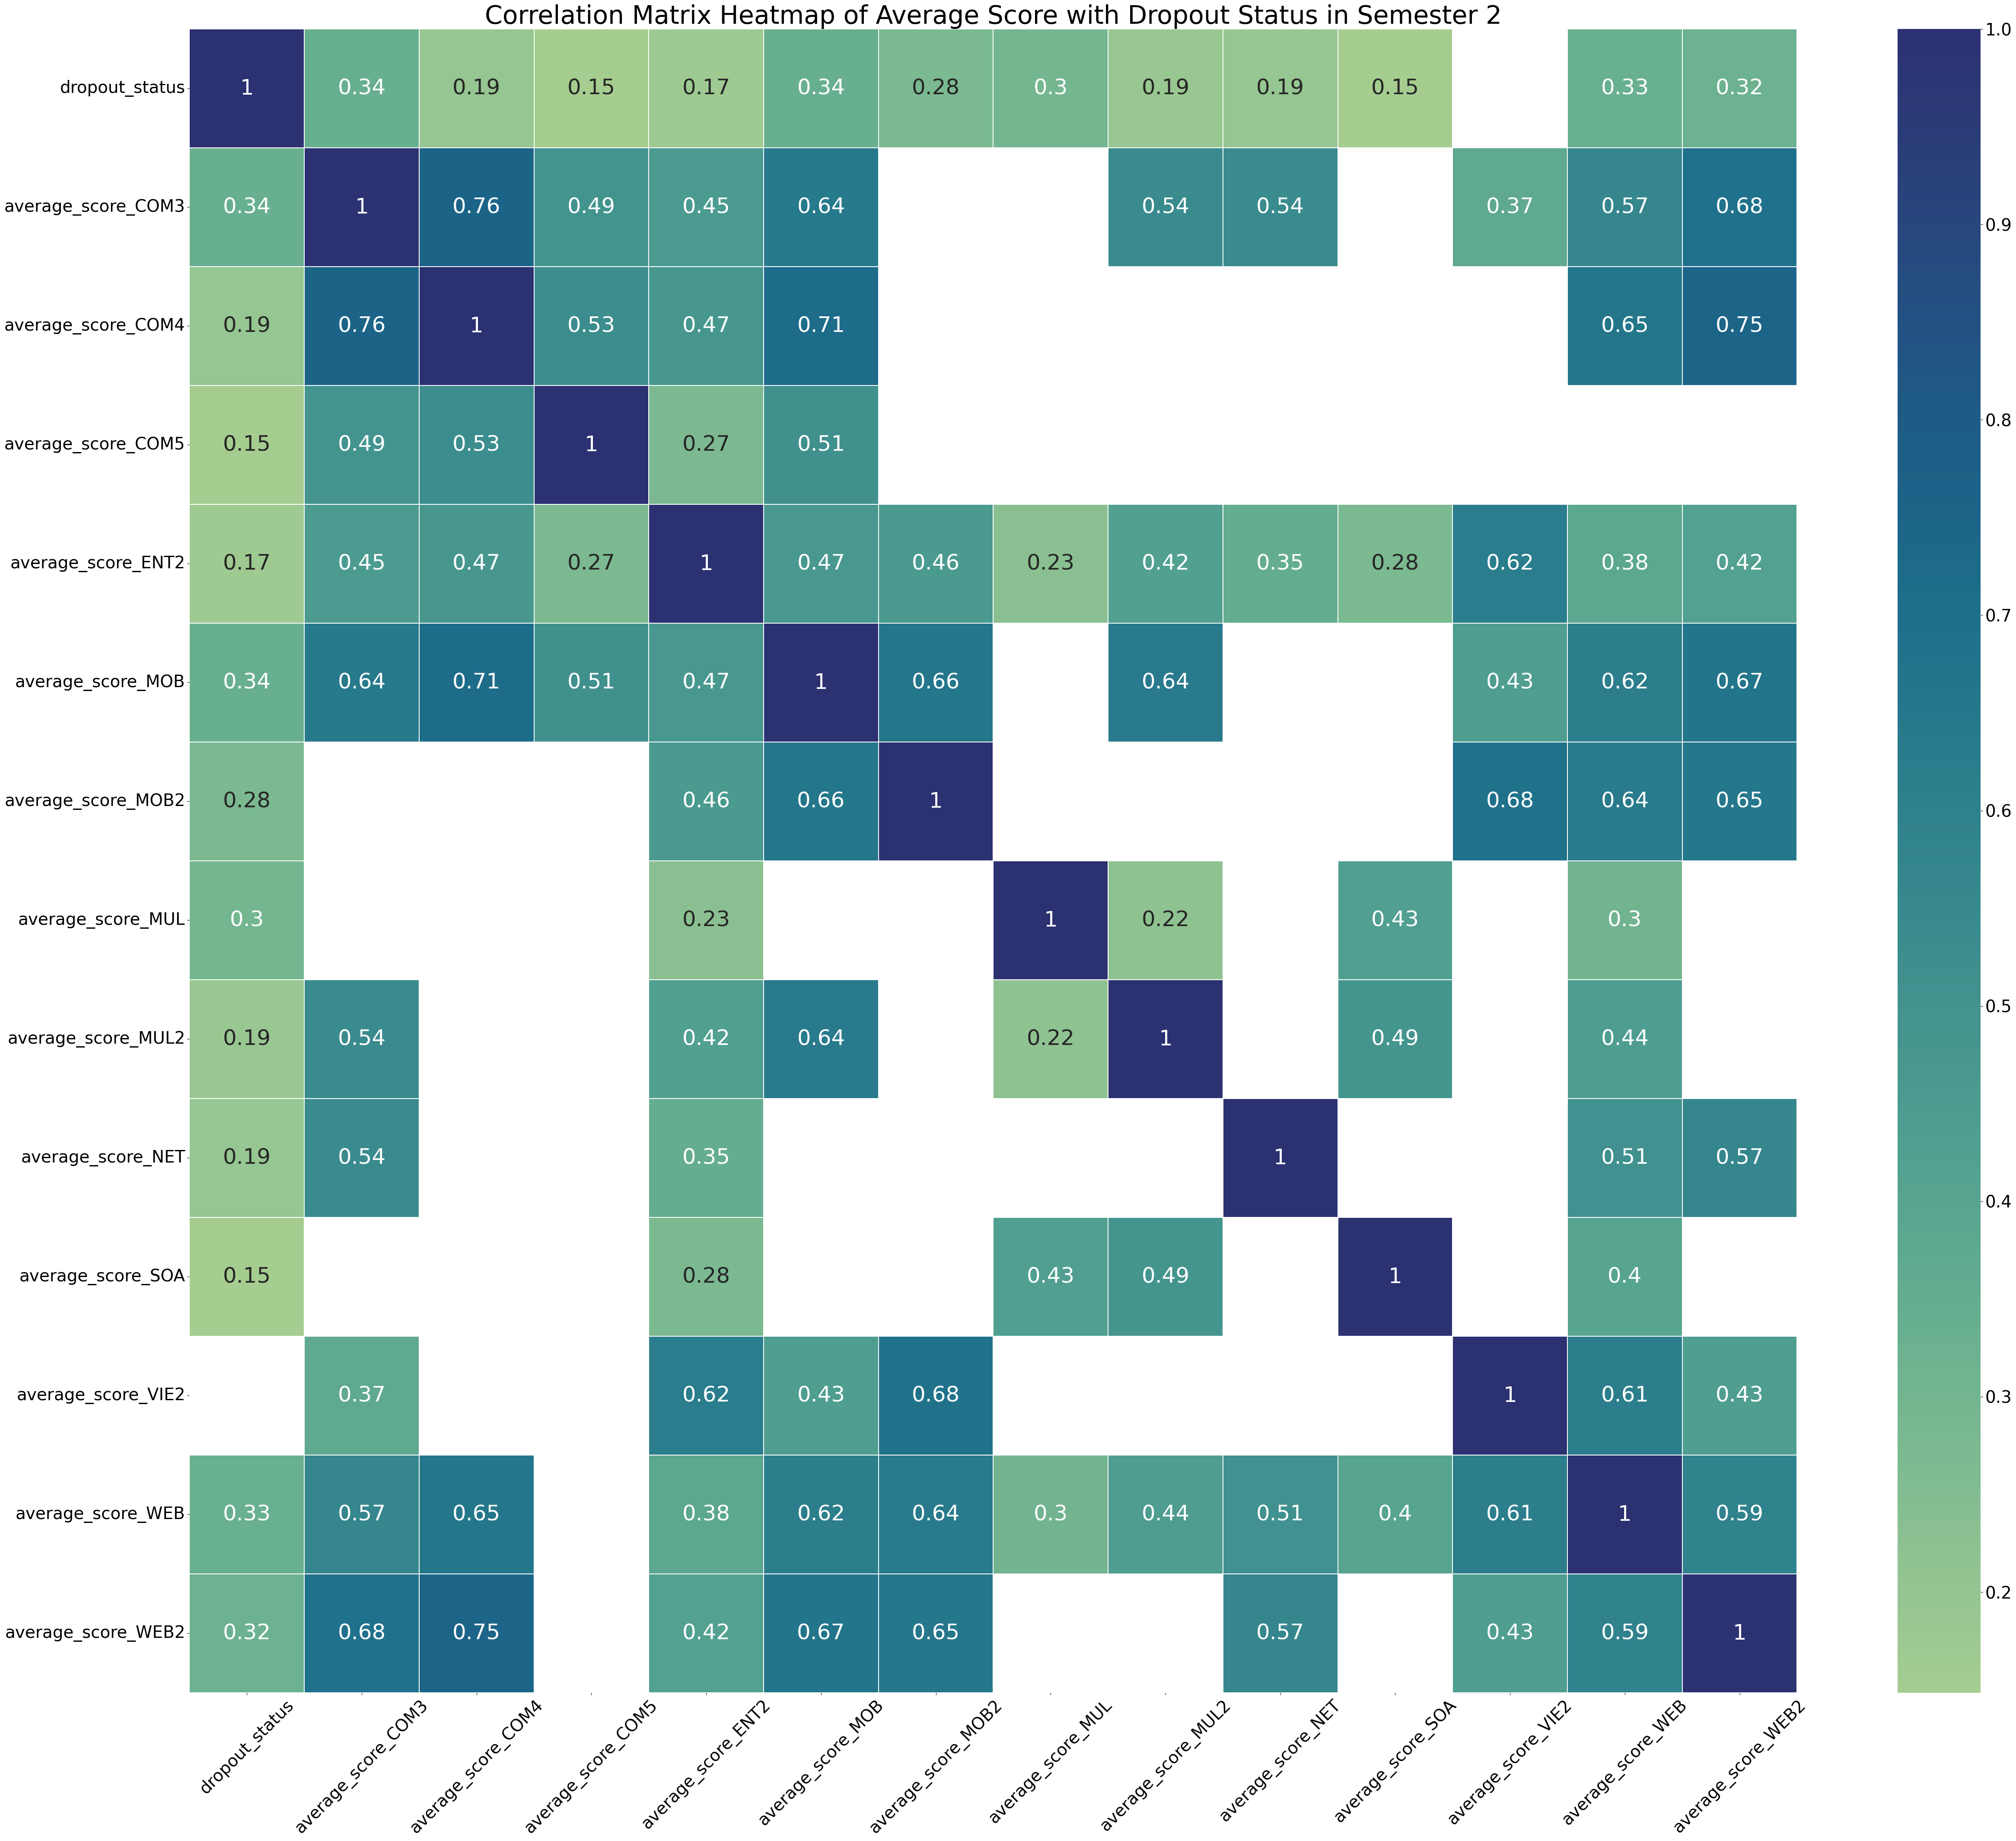 Correlation Matrix Heatmap of Average Score with Dropout Status in Semester 2
dropout_status 1 0.34 0.19 0.15 0.17 0.34 0.28 0.3 0.19 0.19 0.15 0.33 0.32
average_score_COM3 0.34 1 0.76 0.49 0.45 0.64 0.54 0.54 0.37 0.57 0.68
average_score_COM4 0.19 0.76 1 0.53 0.47 0.71 0.65 0.75
average_score_COM5 0.15 0.49 0.53 1 0.27 0.51
average_score_ENT2 0.17 0.45 0.47 0.27 1 0.47 0.46 0.23 0.42 0.35 0.28 0.62 0.38 0.42
average_score_MOB 0.34 0.64 0.71 0.51 0.47 1 0.66 0.64 0.43 0.62 0.67
average_score_MOB2 0.28 0.46 0.66 1 0.68 0.64 0.65
average_score_MUL 0.3 0.23 1 0.22 0.43 0.3
average_score_MUL2 0.19 0.54 0.42 0.64 0.22 1 0.49 0.44
average_score_NET 0.19 0.54 0.35 1 0.51 0.57
average_score_SOA 0.15 0.28 0.43 0.49 1 0.4
average_score_VIE2 0.37 0.62 0.43 0.68 1 0.61 0.43
average_score_WEB 0.33 0.57 0.65 0.38 0.62 0.64 0.3 0.44 0.51 0.4 0.61 1 0.59
average_score_WEB2 0.32 0.68 0.75 0.42 0.67 0.65 0.57 0.43 0.59 1
dropout_status average_score_COM3 average_score_COM4 average_score_COM5 average_score_ENT2 average_score_MOB average_score_MOB2 average_score_MUL average_score_MUL2 average_score_NET average_score_SOA average_score_VIE2 average_score_WEB average_score_WEB2
1.0
0.9
0.8
0.7
0.6
0.5
0.4
0.3
0.2